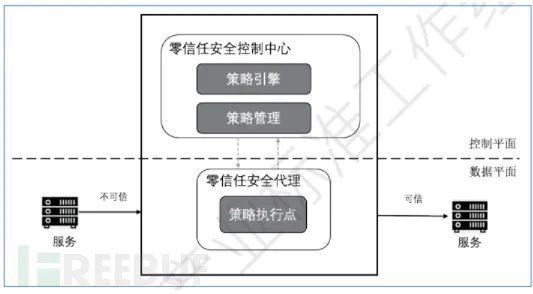 零信任安全控制中心
策略引擎
策略管理
控制平面
数据平面
零信任安全代理
策略执行点
不可信
可信
服务
服务
REEBUF
业标准工作组